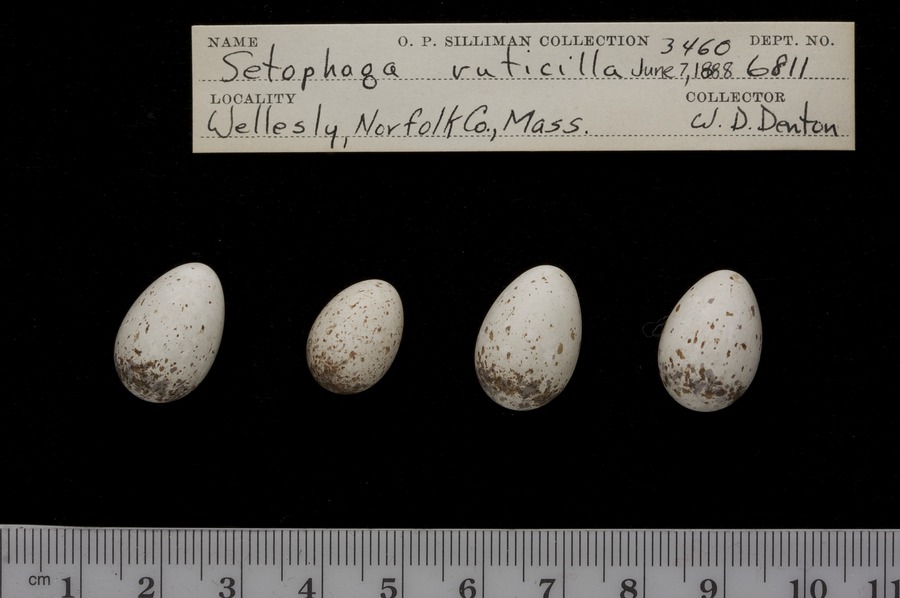 NAME O. P. SILLIMAN COLLECTION 3460 DEPT. NO.
Setophaga ruticilla June 7, 1888 6811
LOCALITY COLLECTOR
Wellesly, Norfolk Co., Mass. W. D. Denton
cm 1 2 3 4 5 6 7 8 9 10 11